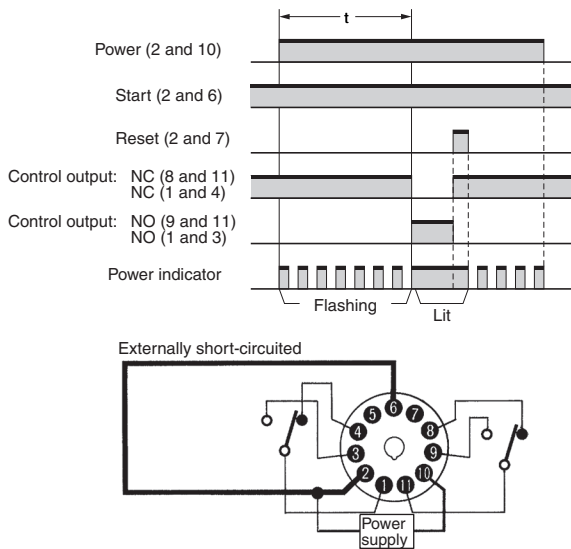 t
Power (2 and 10)
Start (2 and 6)
Reset (2 and 7)
Control output: NC (8 and 11)
NC (1 and 4)
Control output: NO (9 and 11)
NO (1 and 3)
Power indicator
Flashing
Lit
Externally short-circuited
6
5
7
4
8
3
9
2
10
1
11
Power
supply